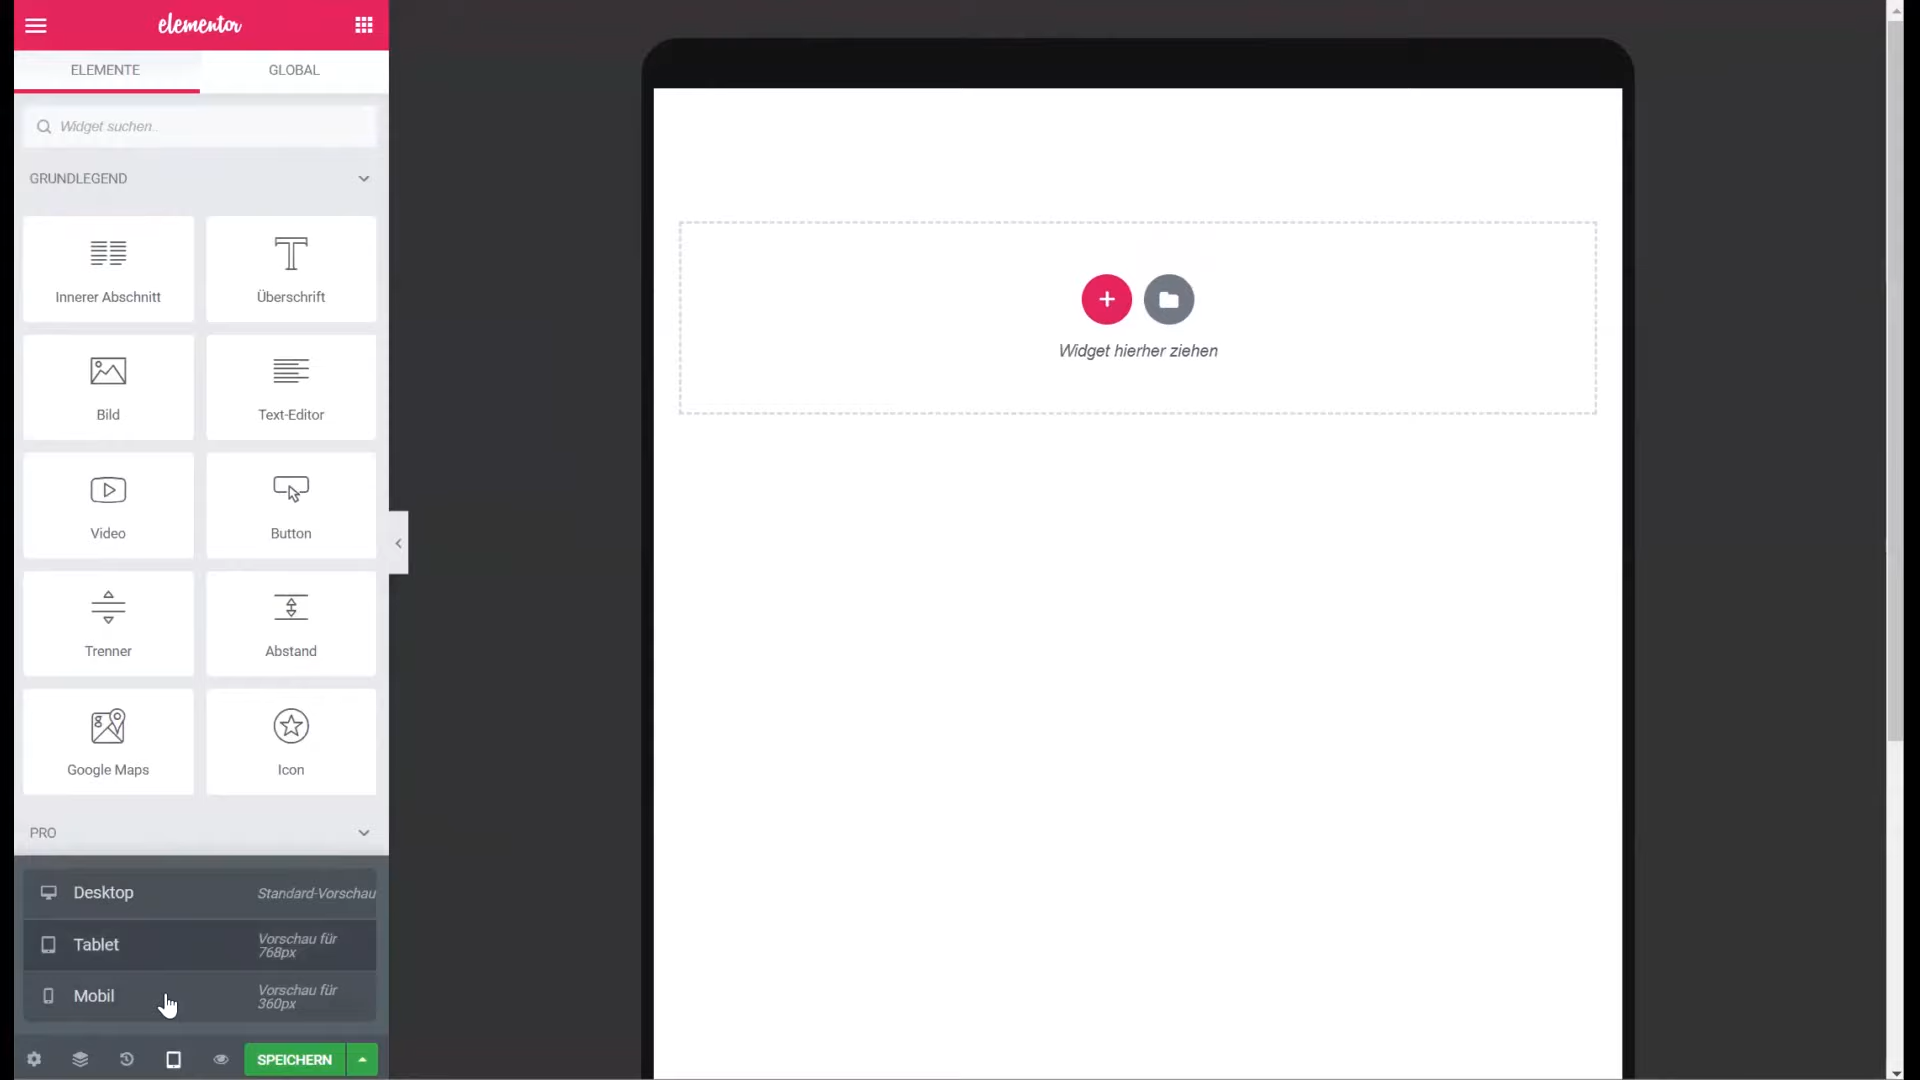 elementor
ELEMENTE
GLOBAL
Widget suchen..
GRUNDLEGEND
Innerer Abschnitt
Überschrift
Bild
Text-Editor
Video
Button
Trenner
Abstand
Google Maps
Icon
PRO
Desktop
Standard-Vorschau
Tablet
Vorschau für
768px
Mobil
Vorschau für
360px
SPEICHERN
Widget hierher ziehen